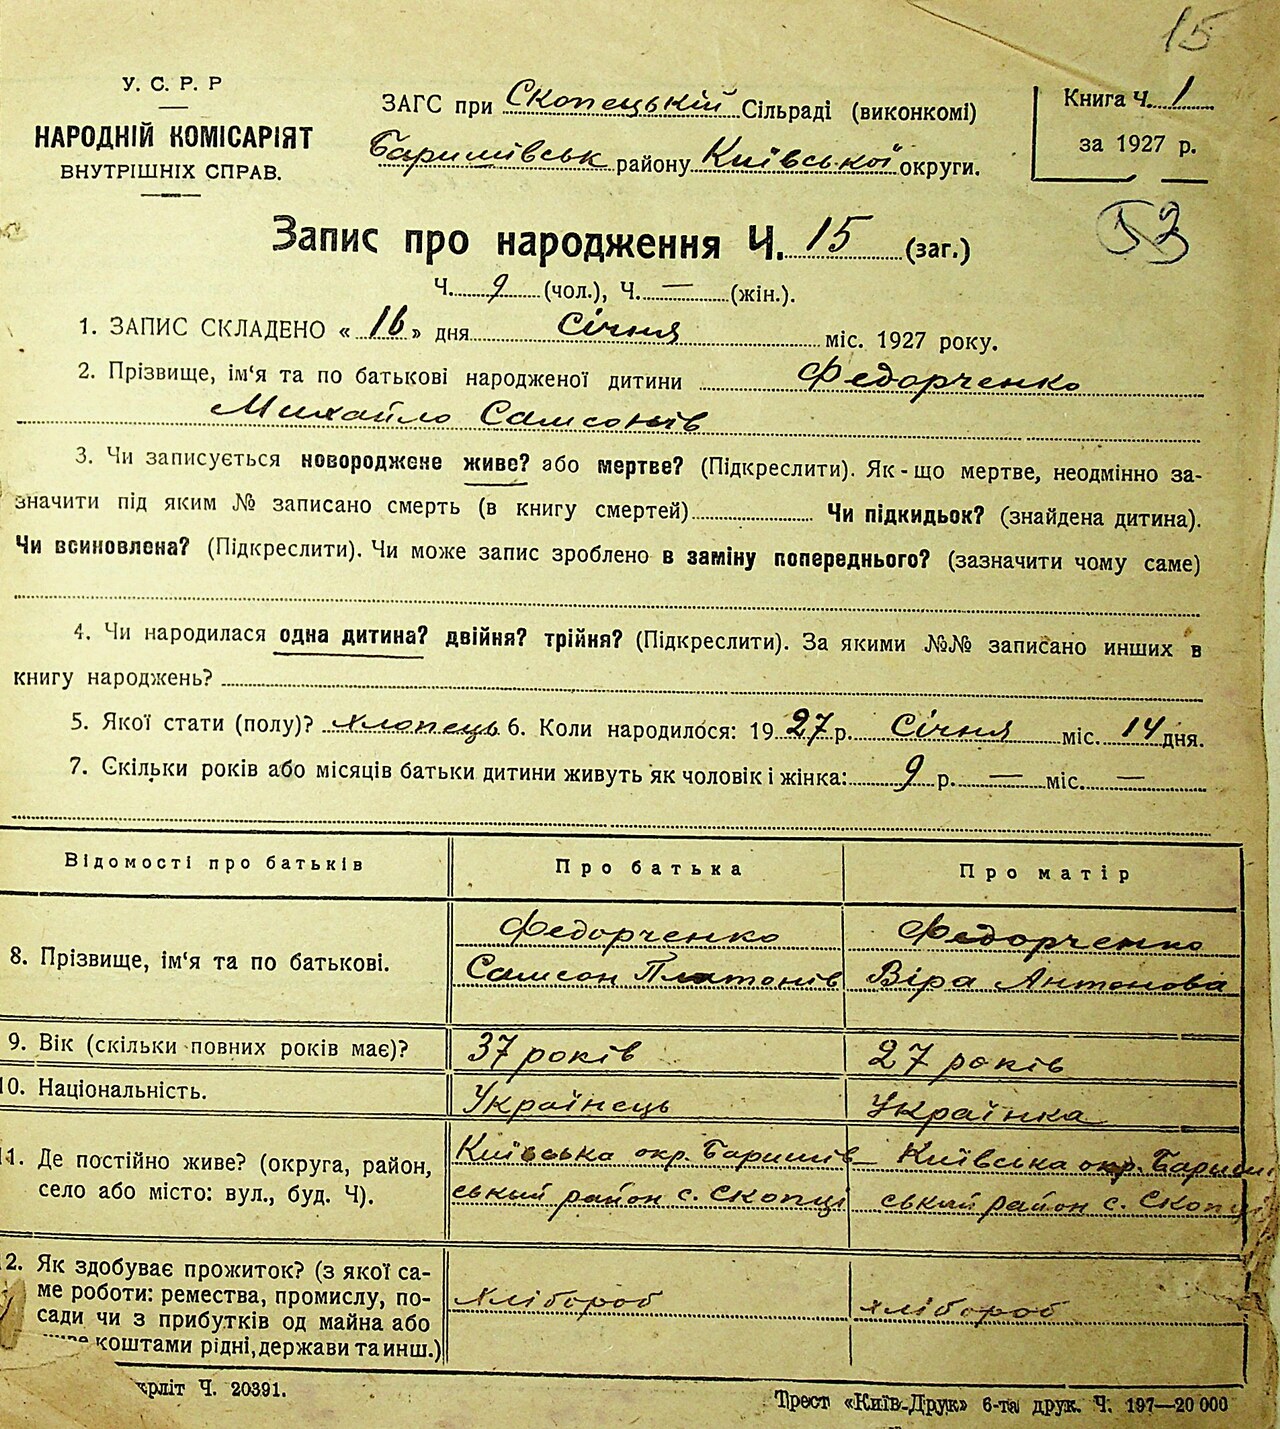 15
У. С. Р. Р
НАРОДНІЙ КОМІСАРІЯТ
ВНУТРІШНІХ СПРАВ.
ЗАГС при Скопецькій Сільраді (виконкомі)
Баришівськ району Київської округи.
Книга Ч. 1
за 1927 р.
53
Запис про народження Ч. 15 (заг.)
Ч. 9 (чол.), Ч. — (жін.).
1. ЗАПИС СКЛАДЕНО « 16 » дня Січня міс. 1927 року.
2. Прізвище, ім‘я та по батькові народженої дитини Федорченко
Михайло Самсонів
3. Чи записується новороджене живе? або мертве? (Підкреслити). Як-що мертве, неодмінно за-
значити під яким № записано смерть (в книгу смертей) Чи підкидьок? (знайдена дитина).
Чи всиновлена? (Підкреслити). Чи може запис зроблено в заміну попереднього? (зазначити чому саме)
4. Чи народилася одна дитина? двійня? трійня? (Підкреслити). За якими №№ записано инших в
книгу народжень?
5. Якої стати (полу)? хлопець 6. Коли народилося: 1927 р. Січня міс. 14 дня.
7. Скільки років або місяців батьки дитини живуть як чоловік і жінка: 9 р. — міс. —
Відомості про батьків Про батька Про матір
8. Прізвище, ім‘я та по батькові. Федорченко Федорченко
Самсон Платонів Віра Антонова
9. Вік (скільки повних років має)? 37 років 27 років
10. Національність. Українець Українка
11. Де постійно живе? (округа, район, Київська окр. Баришів– Київська окр. Бариші
село або місто: вул., буд. Ч). ський район с. Скопці ський район с. Скопці
12. Як здобуває прожиток? (з якої са-
ме роботи: ремества, промислу, по- хлібороб хлібороб
сади чи з прибутків од майна або
коштами рідні, держави та инш.)
Ч. 20391.
Трест «Київ-Друк» 6-та друк. Ч. 197—20 000